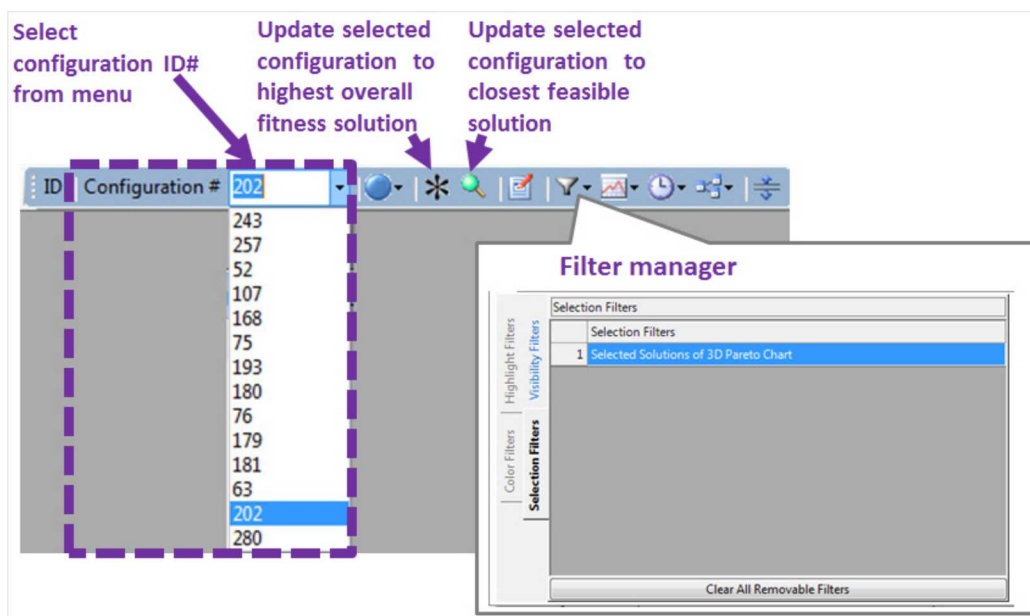 Select
configuration ID#
from menu
Update selected
configuration to
highest overall
fitness solution
Update selected
configuration to
closest feasible
solution
ID
Configuration #
202
243
257
52
107
168
75
193
180
76
179
181
63
202
280
Filter manager
Highlight Filters
Visibility Filters
Color Filters
Selection Filters
Selection Filters
Selection Filters
1 Selected Solutions of 3D Pareto Chart
Clear All Removable Filters